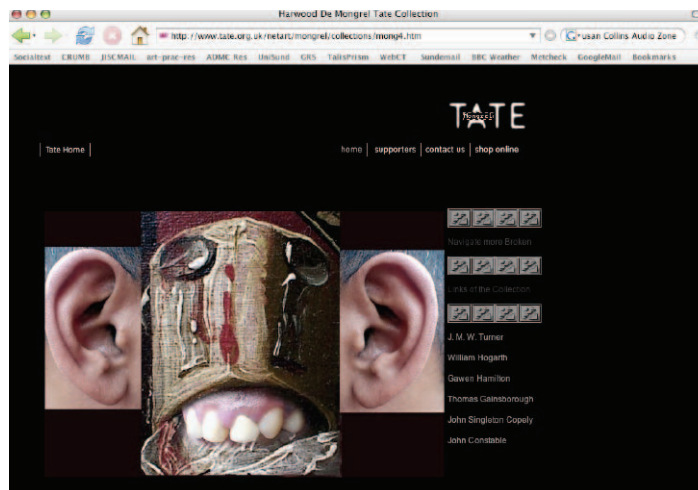 Harwood De Mongrel Tate Collection
http://www.tate.org.uk/netart/mongrel/collections/mong4.htm
usan Collins Audio Zone
Socialtext CRUMB JISCMAIL art-prac-res ADMC Res UniSund GRS TalisPrism WebCT Sundemail BBC Weather Metcheck GoogleMail Bookmarks
TATE
Mongrel
Tate Home
home supporters contact us shop online
Navigate more Broken
Links of the Collection
J. M. W. Turner
William Hogarth
Gawen Hamilton
Thomas Gainsborough
John Singleton Copely
John Constable